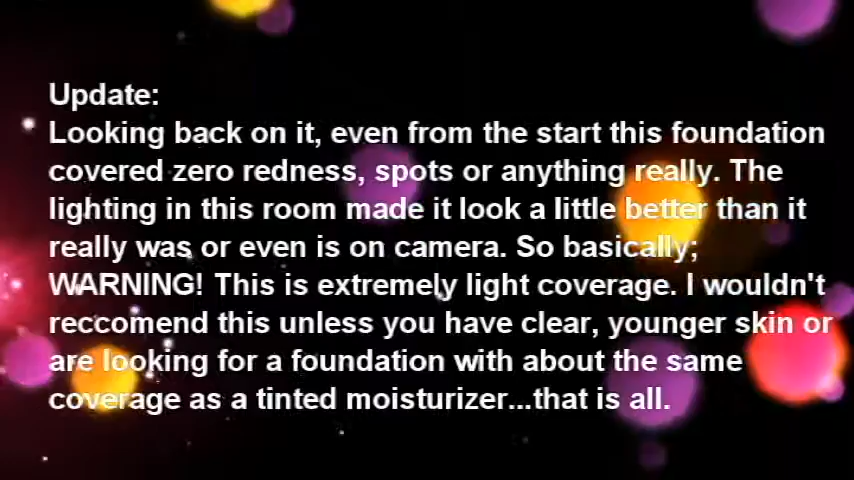 Update:
Looking back on it, even from the start this foundation
covered zero redness, spots or anything really. The
lighting in this room made it look a little better than it
really was or even is on camera. So basically;
WARNING! This is extremely light coverage. I wouldn't
reccomend this unless you have clear, younger skin or
are looking for a foundation with about the same
coverage as a tinted moisturizer...that is all.